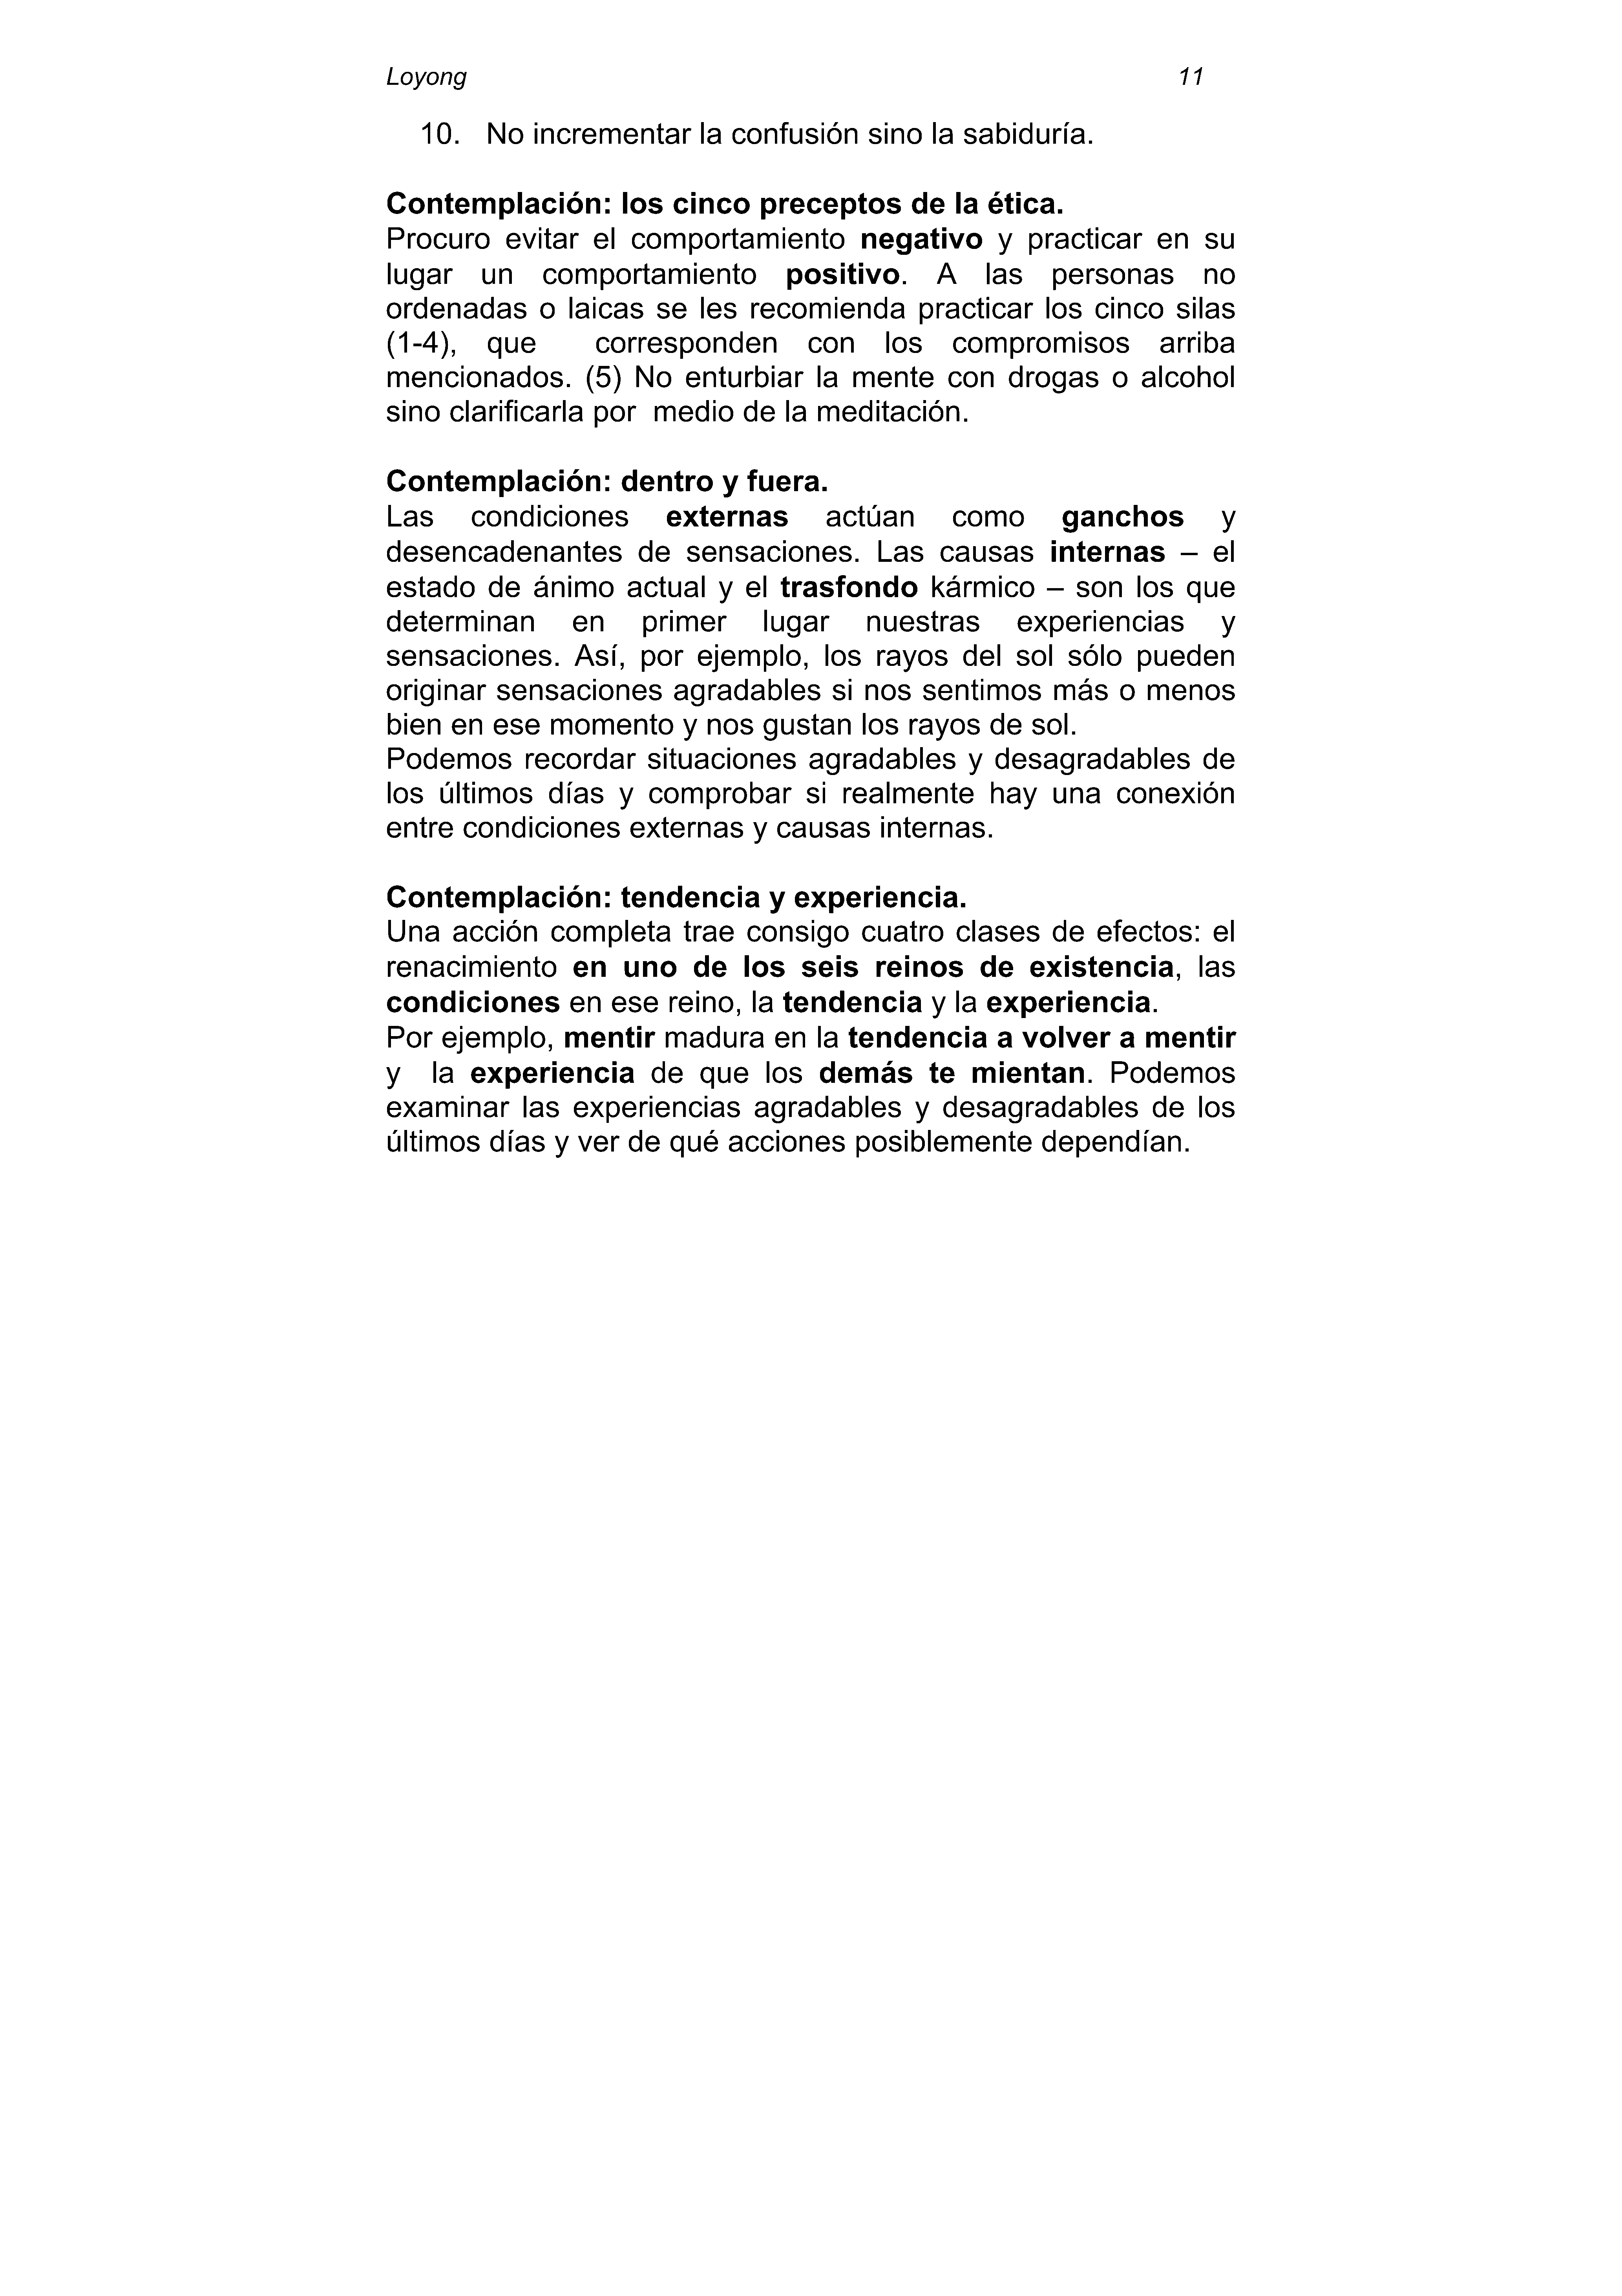 Loyong 11
10. No incrementar la confusión sino la sabiduría.
Contemplación: los cinco preceptos de la ética.
Procuro evitar el comportamiento negativo y practicar en su
lugar un comportamiento positivo. A las personas no
ordenadas o laicas se les recomienda practicar los cinco silas
(1-4), que corresponden con los compromisos arriba
mencionados. (5) No enturbiar la mente con drogas o alcohol
sino clarificarla por medio de la meditación.
Contemplación: dentro y fuera.
Las condiciones externas actúan como ganchos y
desencadenantes de sensaciones. Las causas internas – el
estado de ánimo actual y el trasfondo kármico – son los que
determinan en primer lugar nuestras experiencias y
sensaciones. Así, por ejemplo, los rayos del sol sólo pueden
originar sensaciones agradables si nos sentimos más o menos
bien en ese momento y nos gustan los rayos de sol.
Podemos recordar situaciones agradables y desagradables de
los últimos días y comprobar si realmente hay una conexión
entre condiciones externas y causas internas.
Contemplación: tendencia y experiencia.
Una acción completa trae consigo cuatro clases de efectos: el
renacimiento en uno de los seis reinos de existencia, las
condiciones en ese reino, la tendencia y la experiencia.
Por ejemplo, mentir madura en la tendencia a volver a mentir
y la experiencia de que los demás te mientan. Podemos
examinar las experiencias agradables y desagradables de los
últimos días y ver de qué acciones posiblemente dependían.